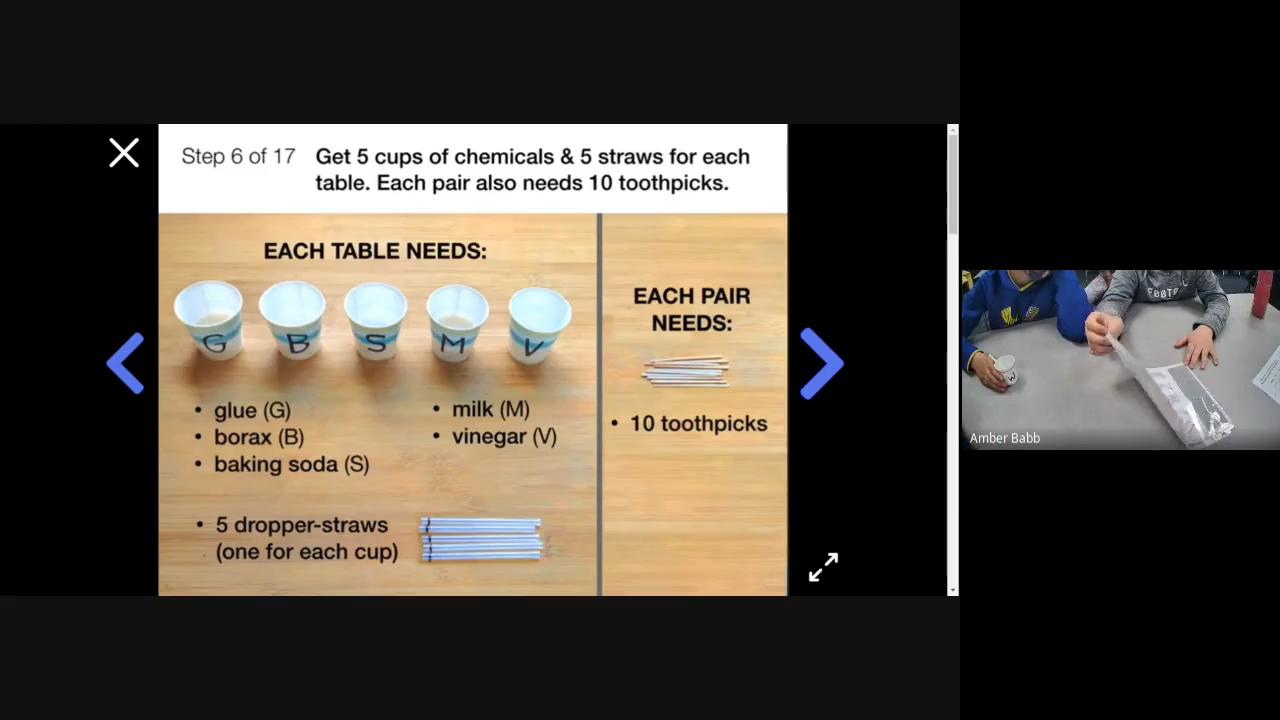 Step 6 of 17
Get 5 cups of chemicals & 5 straws for each
table. Each pair also needs 10 toothpicks.
EACH TABLE NEEDS:
G B S M V
• glue (G)
• borax (B)
• baking soda (S)
• milk (M)
• vinegar (V)
• 5 dropper-straws
(one for each cup)
EACH PAIR
NEEDS:
• 10 toothpicks
Amber Babb